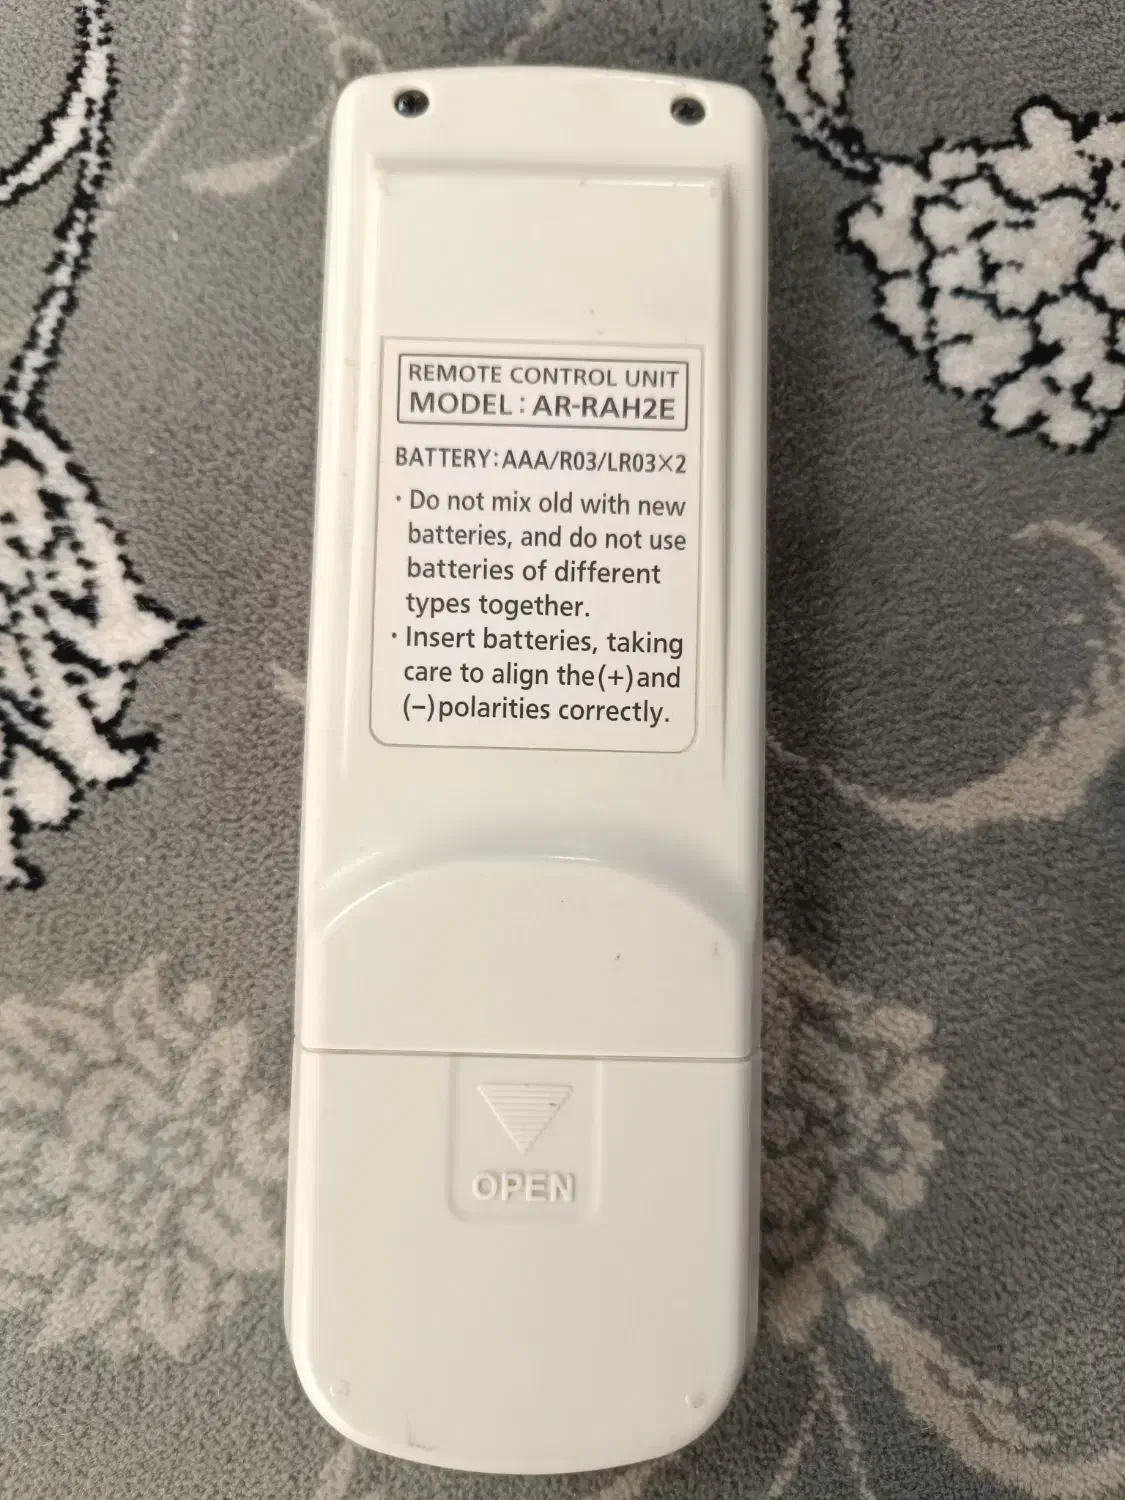 REMOTE CONTROL UNIT
MODEL : AR-RAH2E
BATTERY:AAA/R03/LR03×2
· Do not mix old with new
batteries, and do not use
batteries of different
types together.
· Insert batteries, taking
care to align the(+)and
(−)polarities correctly.
OPEN